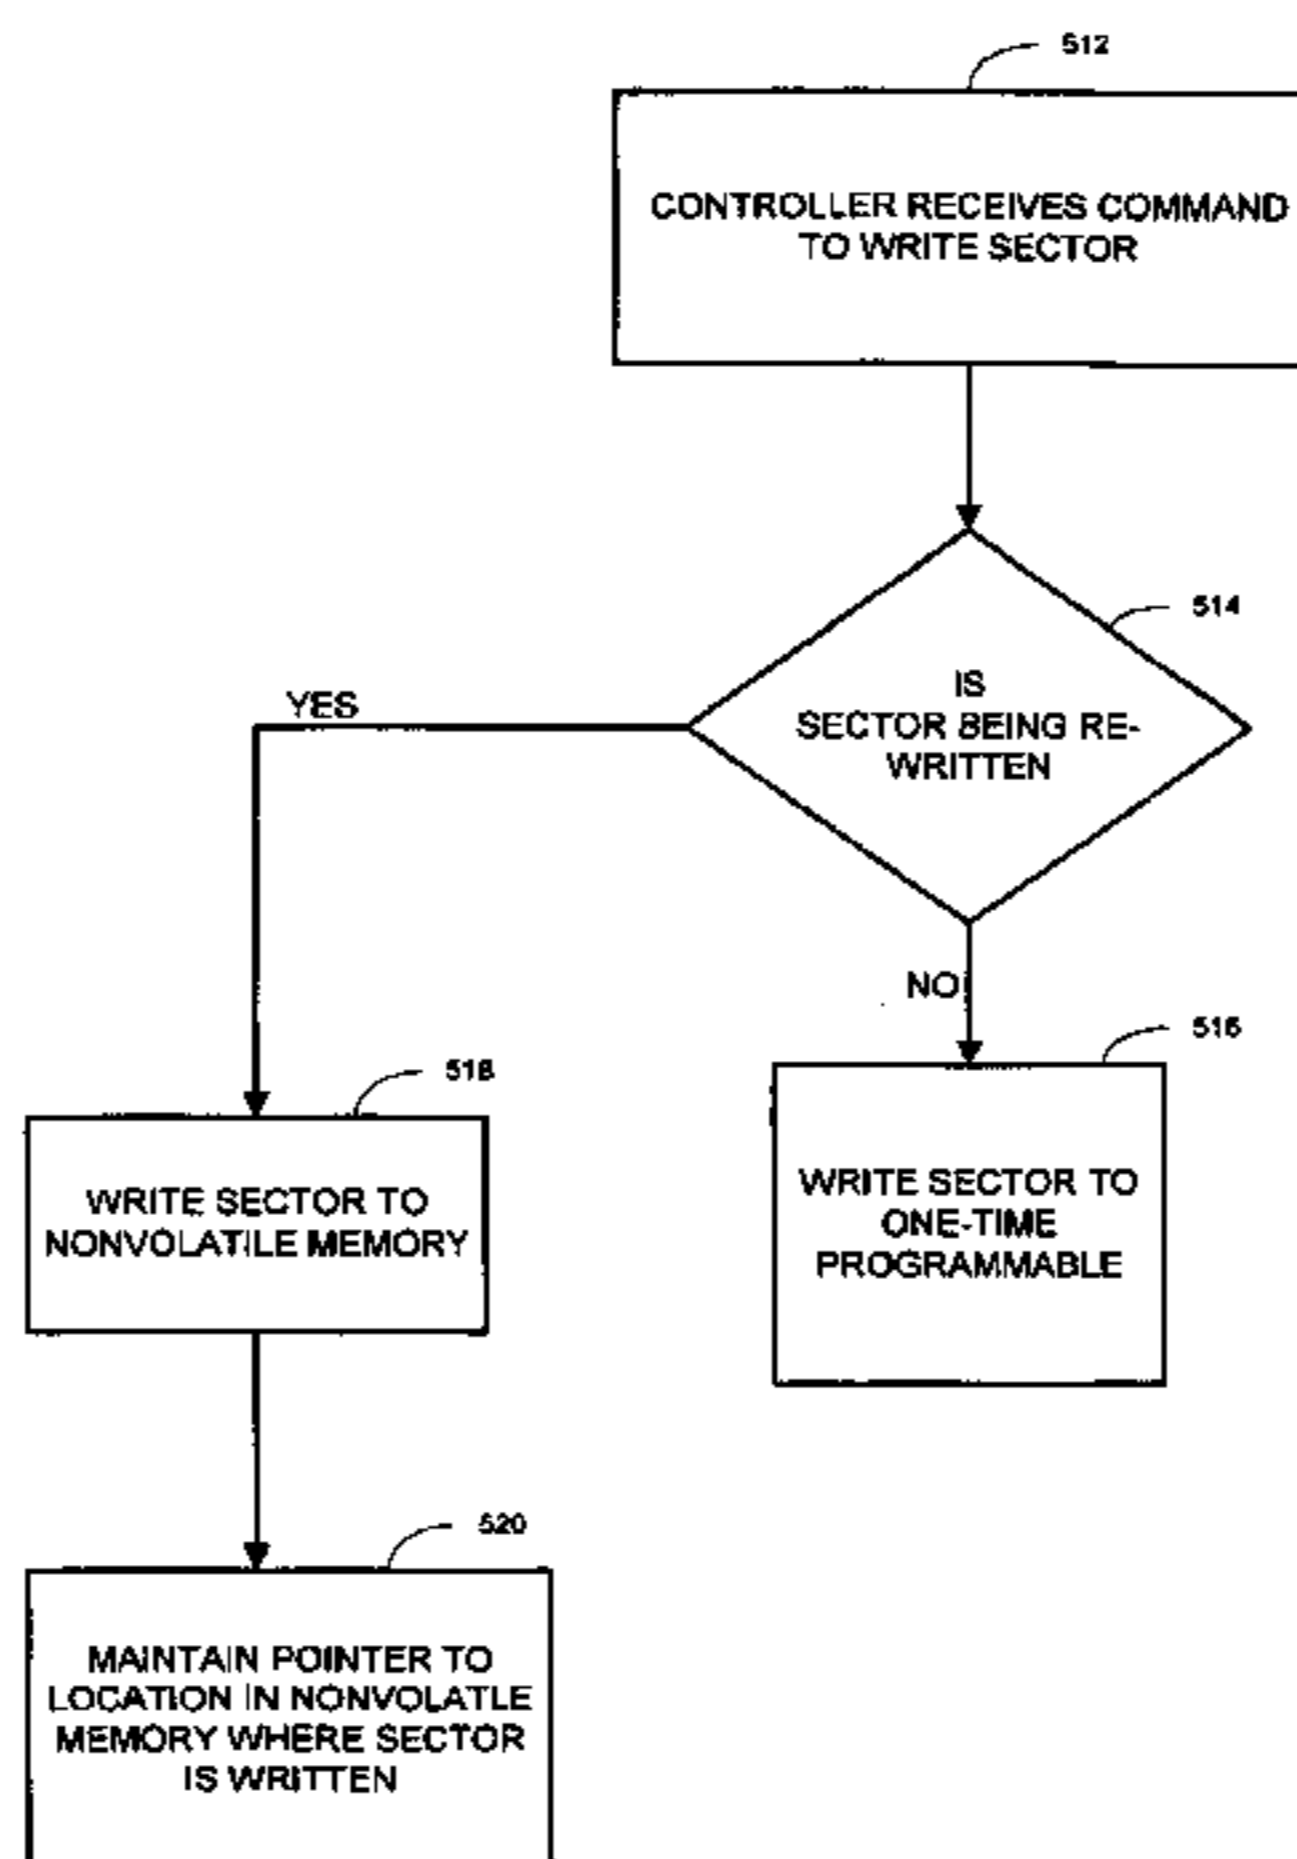 512
CONTROLLER RECEIVES COMMAND
TO WRITE SECTOR
514
IS
SECTOR BEING RE-
WRITTEN
YES
NO
516
WRITE SECTOR TO
ONE-TIME
PROGRAMMABLE
518
WRITE SECTOR TO
NONVOLATILE MEMORY
520
MAINTAIN POINTER TO
LOCATION IN NONVOLATLE
MEMORY WHERE SECTOR
IS WRITTEN